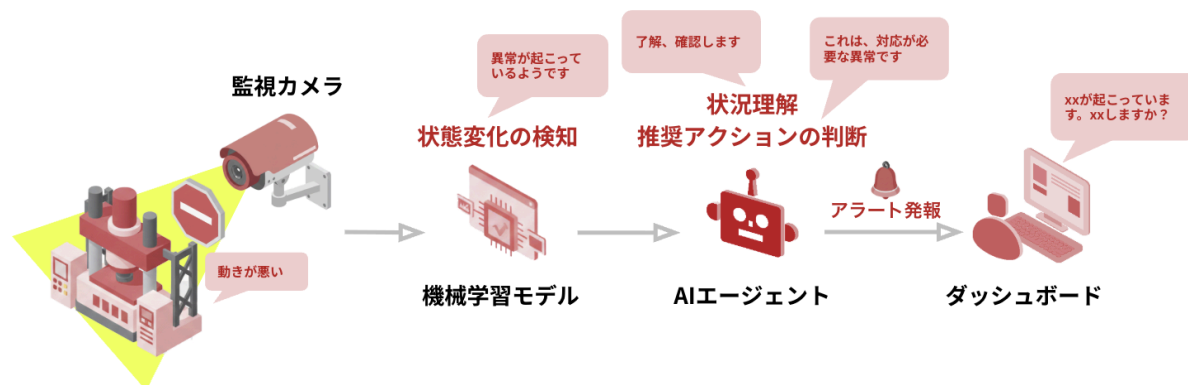 監視カメラ
動きが悪い
異常が起こって
いるようです
状態変化の検知
機械学習モデル
了解、確認します
これは、対応が必
要な異常です
状況理解
推奨アクションの判断
AIエージェント
アラート発報
xxが起こっていま
す。xxしますか？
ダッシュボード